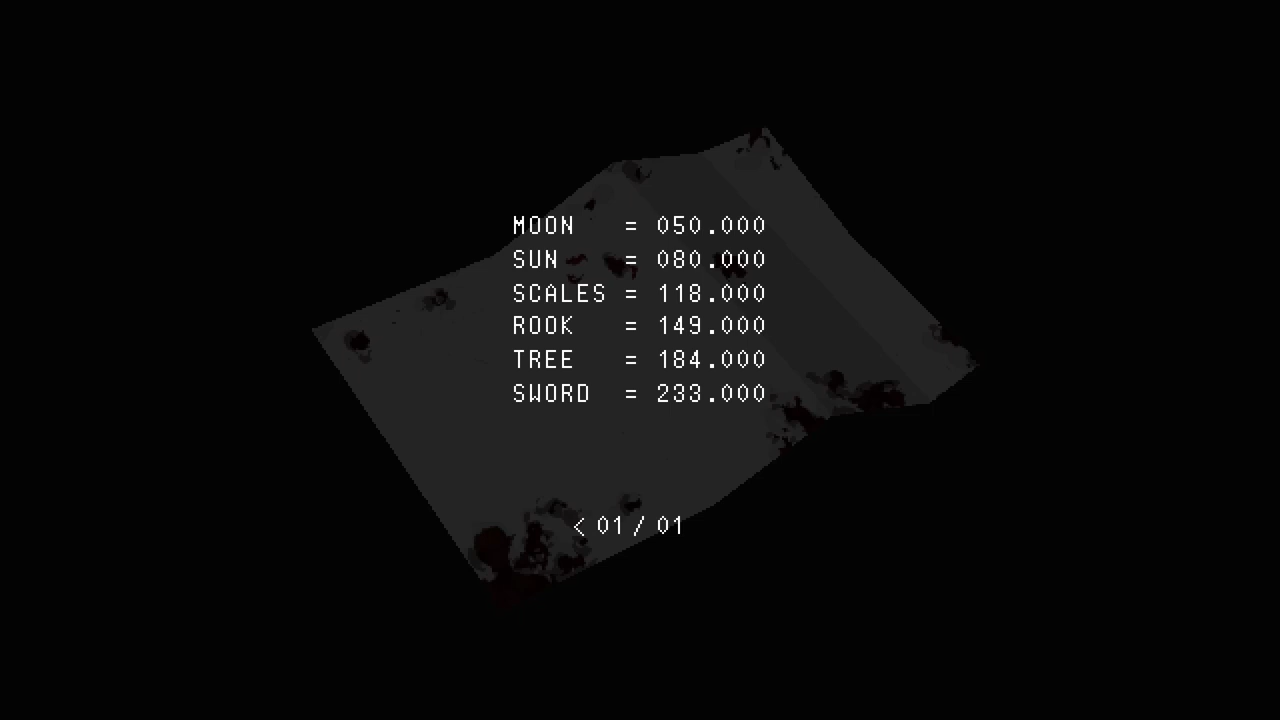 MOON = 050.000
SUN = 080.000
SCALES = 118.000
ROOK = 149.000
TREE = 184.000
SWORD = 233.000
< 01 / 01